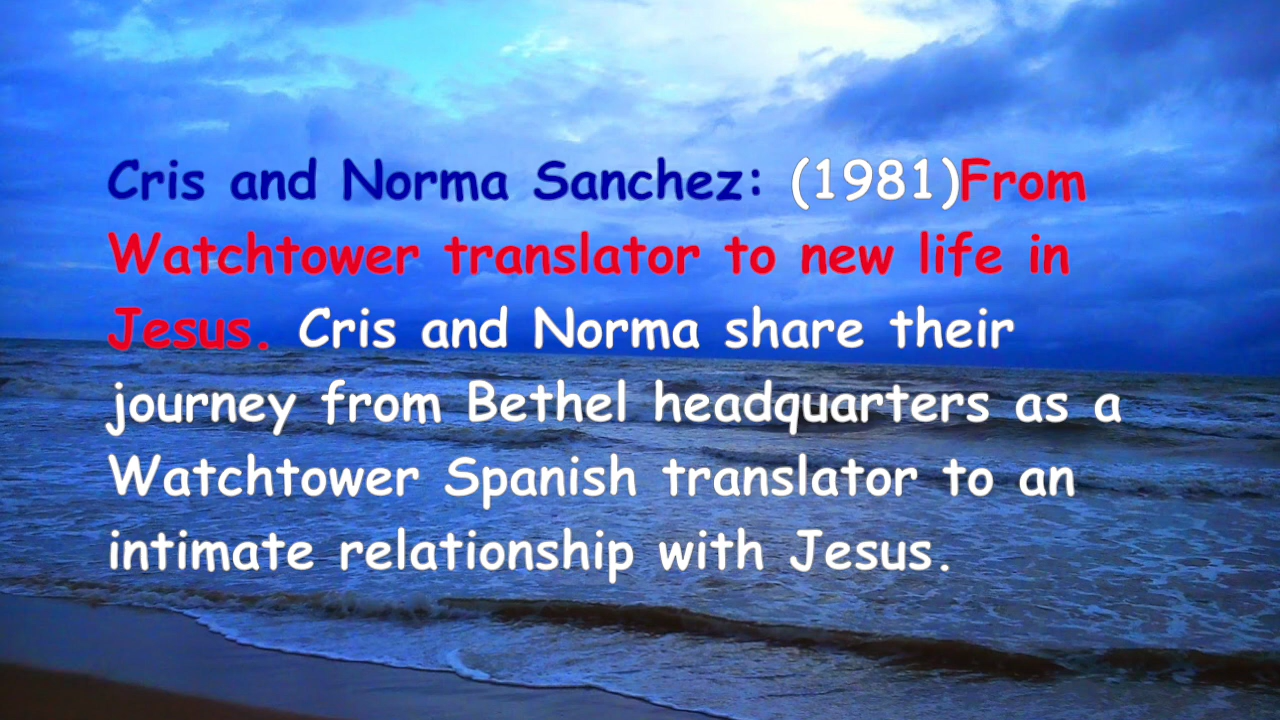 Cris and Norma Sanchez: (1981)From
Watchtower translator to new life in
Jesus. Cris and Norma share their
journey from Bethel headquarters as a
Watchtower Spanish translator to an
intimate relationship with Jesus.